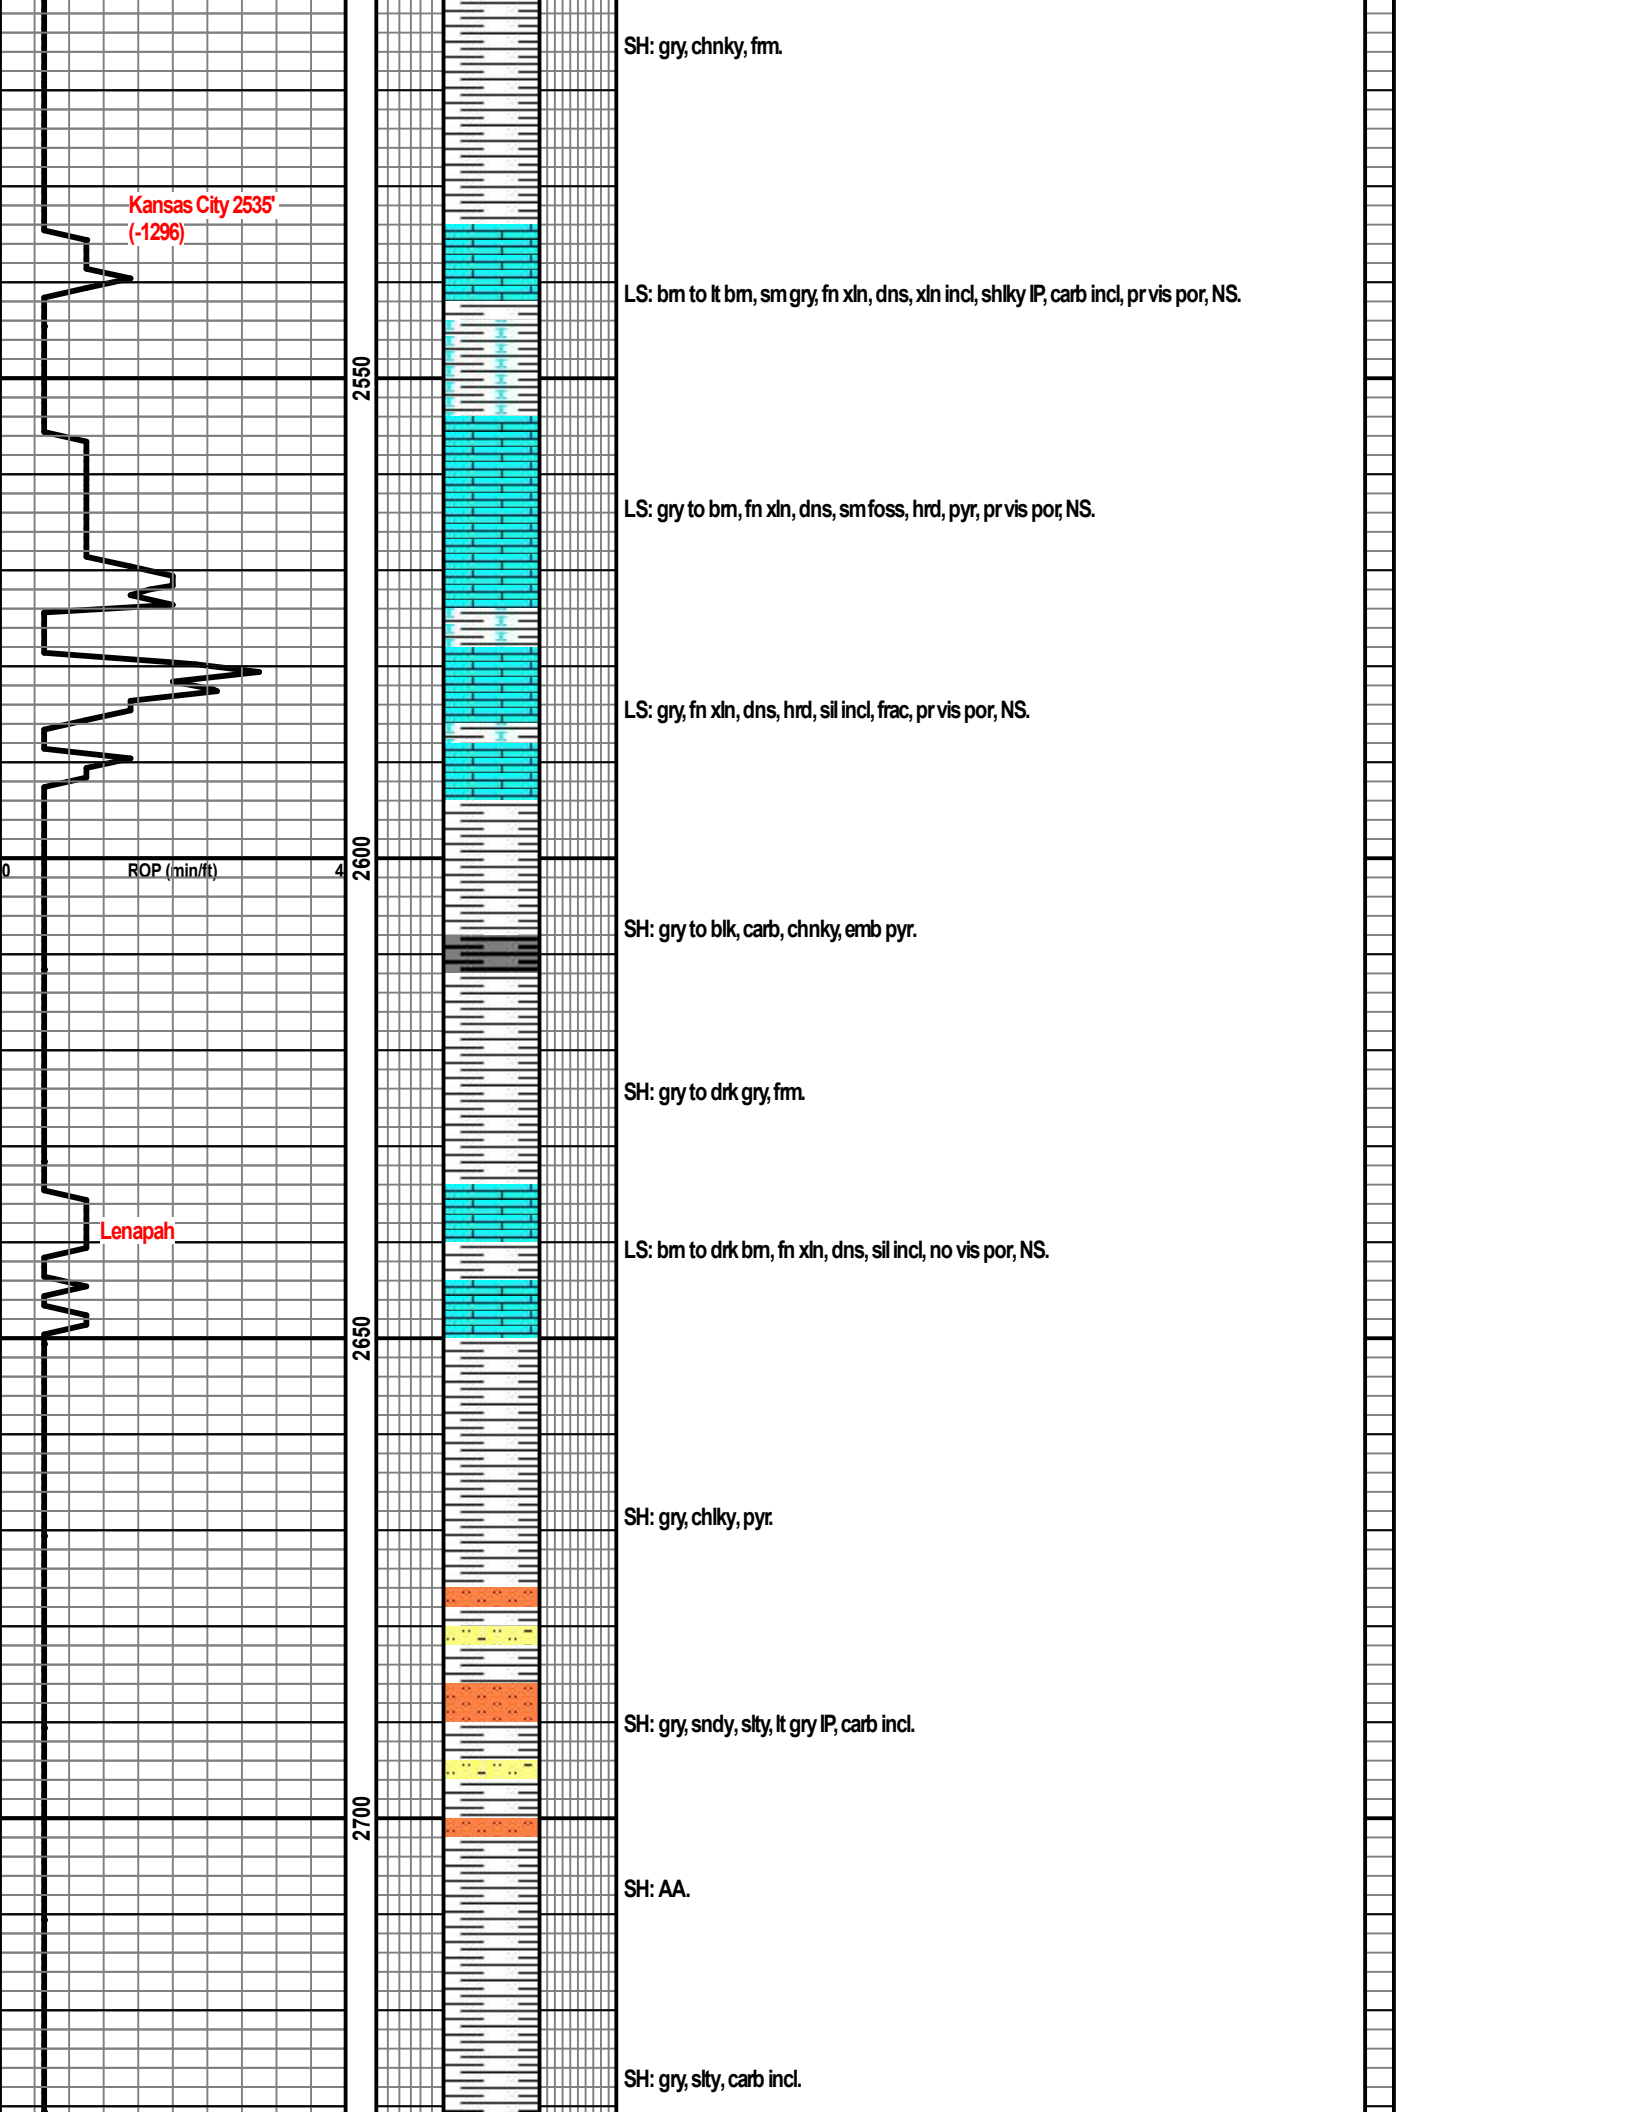 SH: gry, chnky, frm.
Kansas City 2535'
(-1296)
LS: brn to lt brn, sm gry, fn xln, dns, xln incl, shlky IP, carb incl, pr vis por, NS.
2550
LS: gry to brn, fn xln, dns, sm foss, hrd, pyr, pr vis por, NS.
LS: gry, fn xln, dns, hrd, sil incl, frac, pr vis por, NS.
2600
0 ROP (min/ft) 4
SH: gry to blk, carb, chnky, emb pyr.
SH: gry to drk gry, frm.
Lenapah
LS: brn to drk brn, fn xln, dns, sil incl, no vis por, NS.
2650
SH: gry, chlky, pyr.
SH: gry, sndy, slty, lt gry IP, carb incl.
2700
SH: AA.
SH: gry, slty, carb incl.